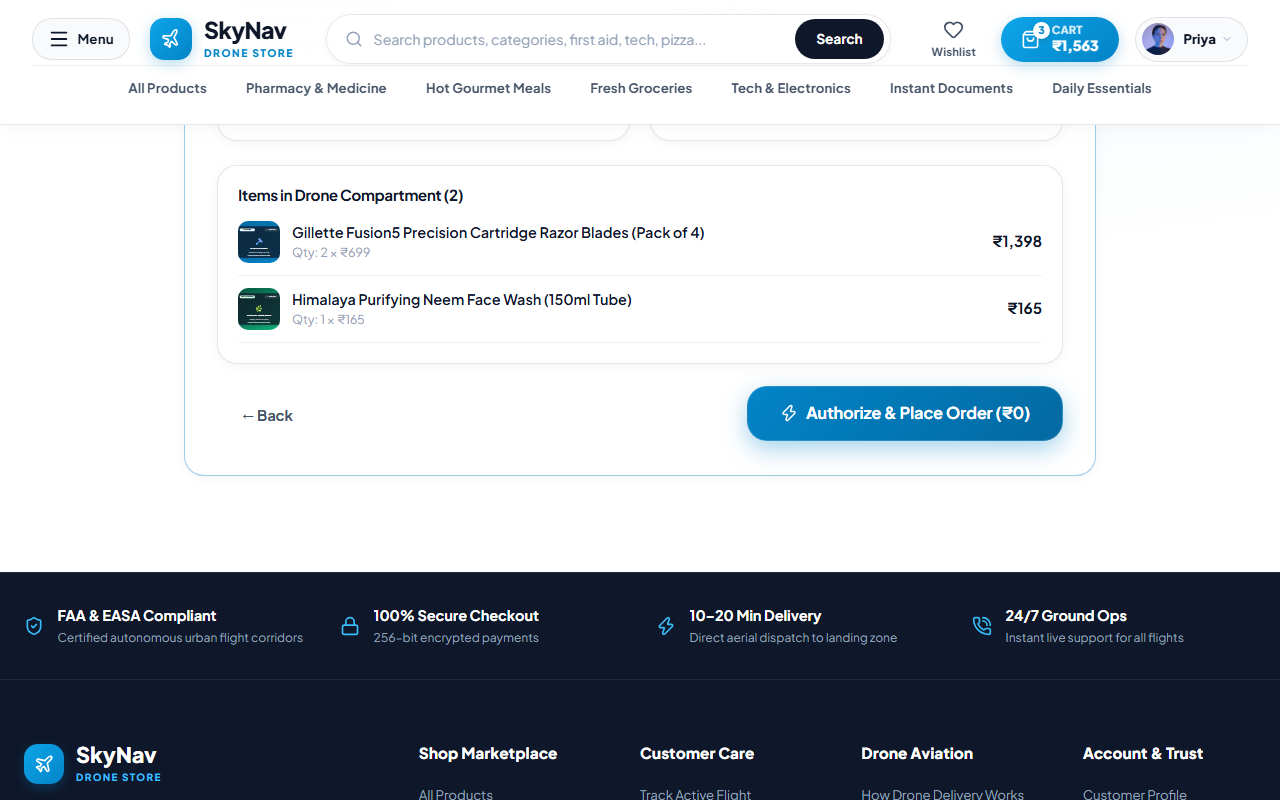 Menu
SkyNav
DRONE STORE
Search products, categories, first aid, tech, pizza...
Search
Wishlist
3
CART
₹1,563
Priya
All Products
Pharmacy & Medicine
Hot Gourmet Meals
Fresh Groceries
Tech & Electronics
Instant Documents
Daily Essentials
Items in Drone Compartment (2)
Gillette Fusion5 Precision Cartridge Razor Blades (Pack of 4)
Qty: 2 × ₹699
₹1,398
Himalaya Purifying Neem Face Wash (150ml Tube)
Qty: 1 × ₹165
₹165
← Back
Authorize & Place Order (₹0)
FAA & EASA Compliant
Certified autonomous urban flight corridors
100% Secure Checkout
256-bit encrypted payments
10–20 Min Delivery
Direct aerial dispatch to landing zone
24/7 Ground Ops
Instant live support for all flights
SkyNav
DRONE STORE
Shop Marketplace
Customer Care
Drone Aviation
Account & Trust
All Products
Track Active Flight
How Drone Delivery Works
Customer Profile